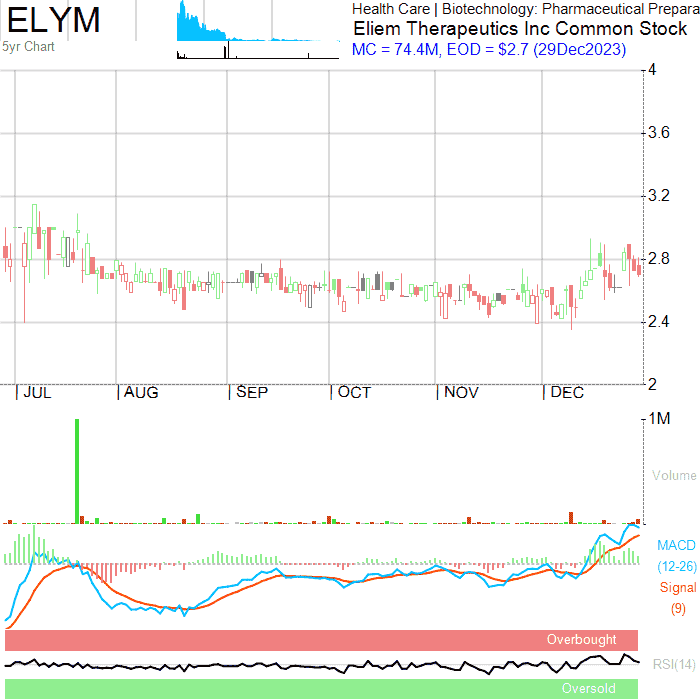 ELYM
5yr Chart
Health Care | Biotechnology: Pharmaceutical Prepara
Eliem Therapeutics Inc Common Stock
MC = 74.4M, EOD = $2.7 (29Dec2023)
4
3.6
3.2
2.8
2.4
2
JUL
AUG
SEP
OCT
NOV
DEC
1M
Volume
MACD
(12-26)
Signal
(9)
Overbought
RSI(14)
Oversold